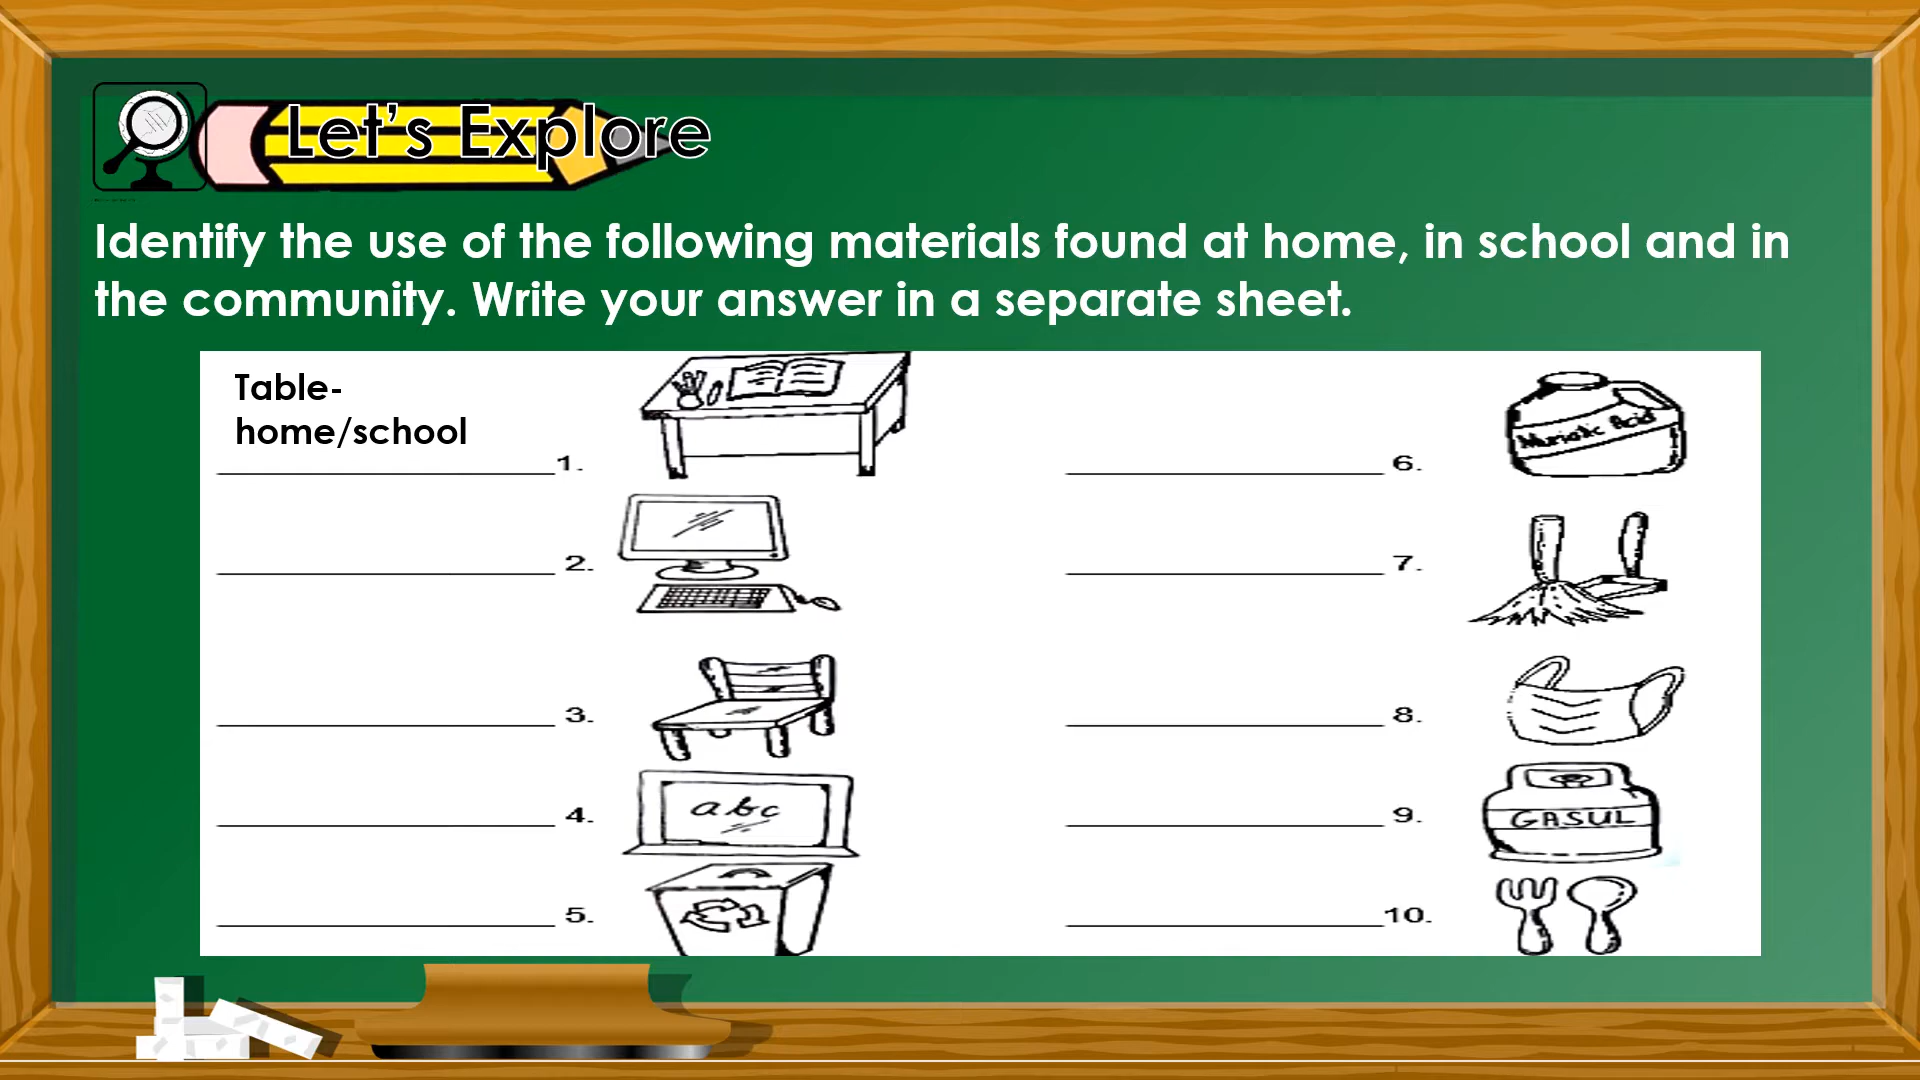 Let's Explore
Identify the use of the following materials found at home, in school and in
the community. Write your answer in a separate sheet.
Table-
home/school
1.
2.
3.
4.
abc
5.
6.
Muriatic Acid
7.
8.
9.
GASUL
10.